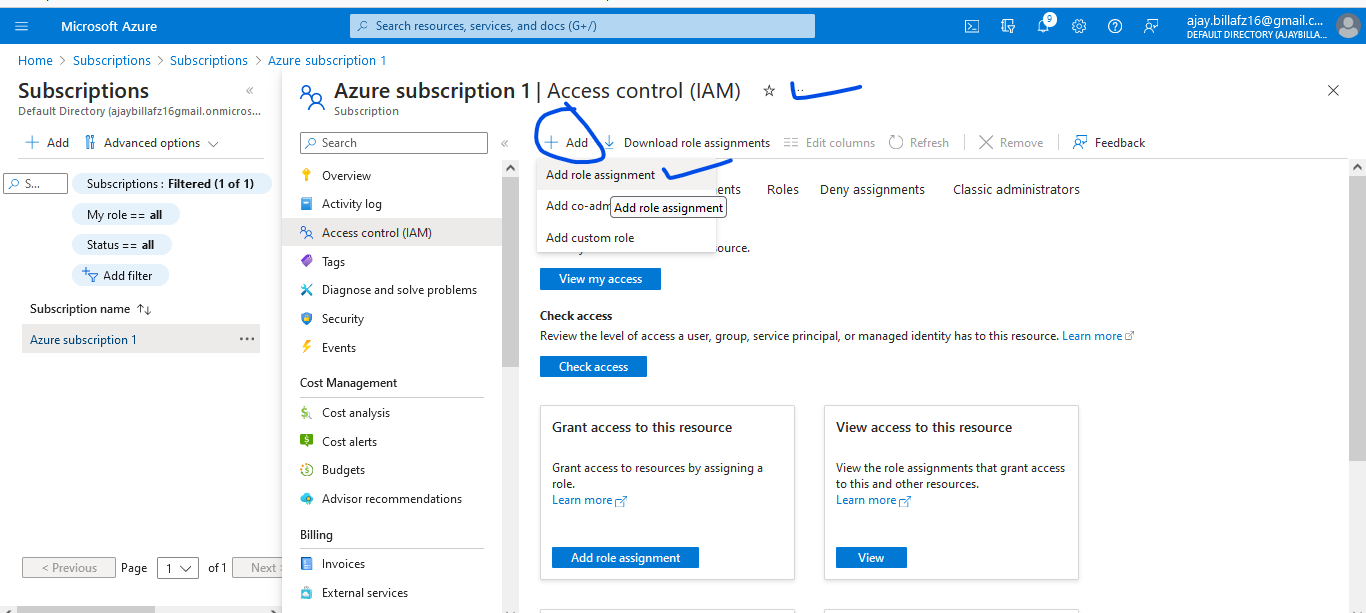 Microsoft Azure
Search resources, services, and docs (G+/)
9
ajay.billafz16@gmail.c...
DEFAULT DIRECTORY (AJAYBILLA...
Home > Subscriptions > Subscriptions > Azure subscription 1
Subscriptions
«
Default Directory (ajaybillafz16gmail.onmicros...
Add
Advanced options
S...
Subscriptions : Filtered (1 of 1)
My role == all
Status == all
Add filter
Subscription name ↑↓
Azure subscription 1
...
< Previous
Page
1
of 1
Next >
Azure subscription 1 | Access control (IAM)
Subscription
Search
«
Overview
Activity log
Access control (IAM)
Tags
Diagnose and solve problems
Security
Events
Cost Management
Cost analysis
Cost alerts
Budgets
Advisor recommendations
Billing
Invoices
External services
Add
Download role assignments
Edit columns
Refresh
Remove
Feedback
Add role assignment
Add co-adm
Add role assignment
Add custom role
Roles
Deny assignments
Classic administrators
View my access
Check access
Review the level of access a user, group, service principal, or managed identity has to this resource. Learn more
Check access
Grant access to this resource
Grant access to resources by assigning a
role.
Learn more
Add role assignment
View access to this resource
View the role assignments that grant access
to this and other resources.
Learn more
View